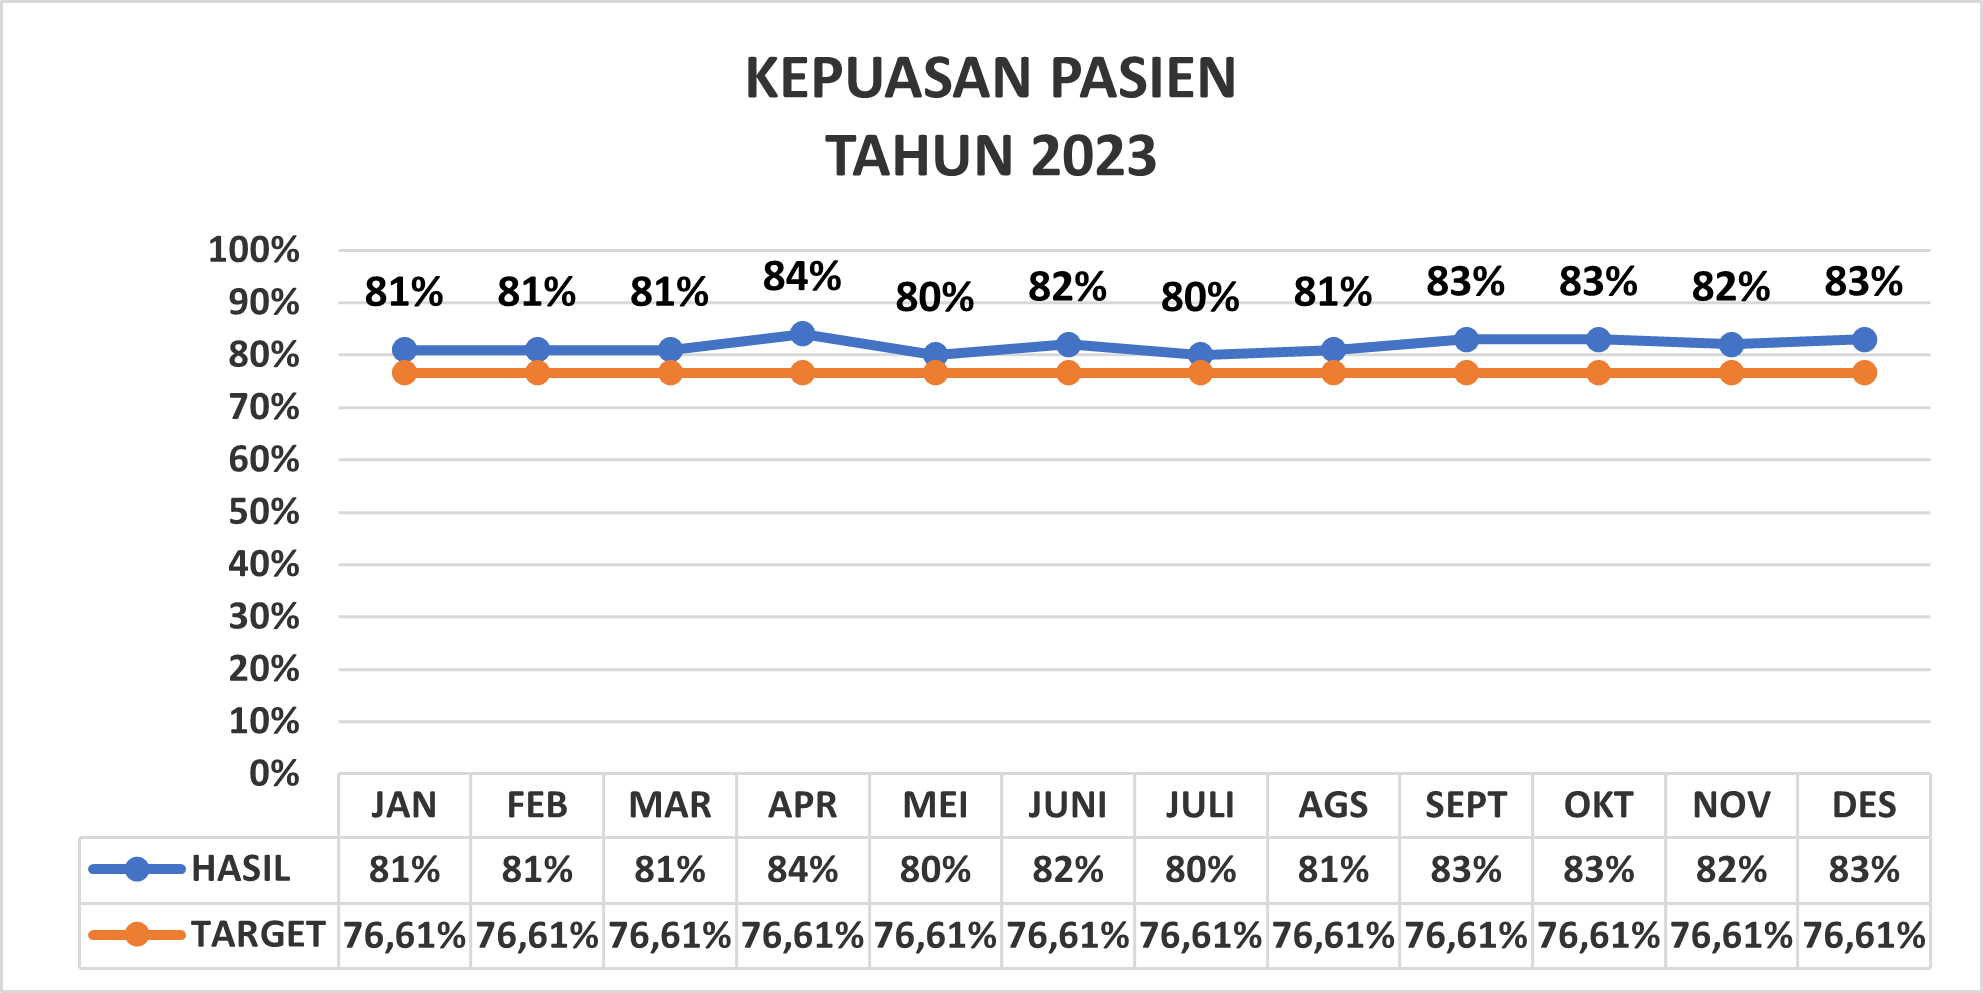 KEPUASAN PASIEN
TAHUN 2023
100%
90%
80%
70%
60%
50%
40%
30%
20%
10%
0%
81% 81% 81% 84% 80% 82% 80% 81% 83% 83% 82% 83%
JAN FEB MAR APR MEI JUNI JULI AGS SEPT OKT NOV DES
HASIL 81% 81% 81% 84% 80% 82% 80% 81% 83% 83% 82% 83%
TARGET 76,61% 76,61% 76,61% 76,61% 76,61% 76,61% 76,61% 76,61% 76,61% 76,61% 76,61% 76,61%